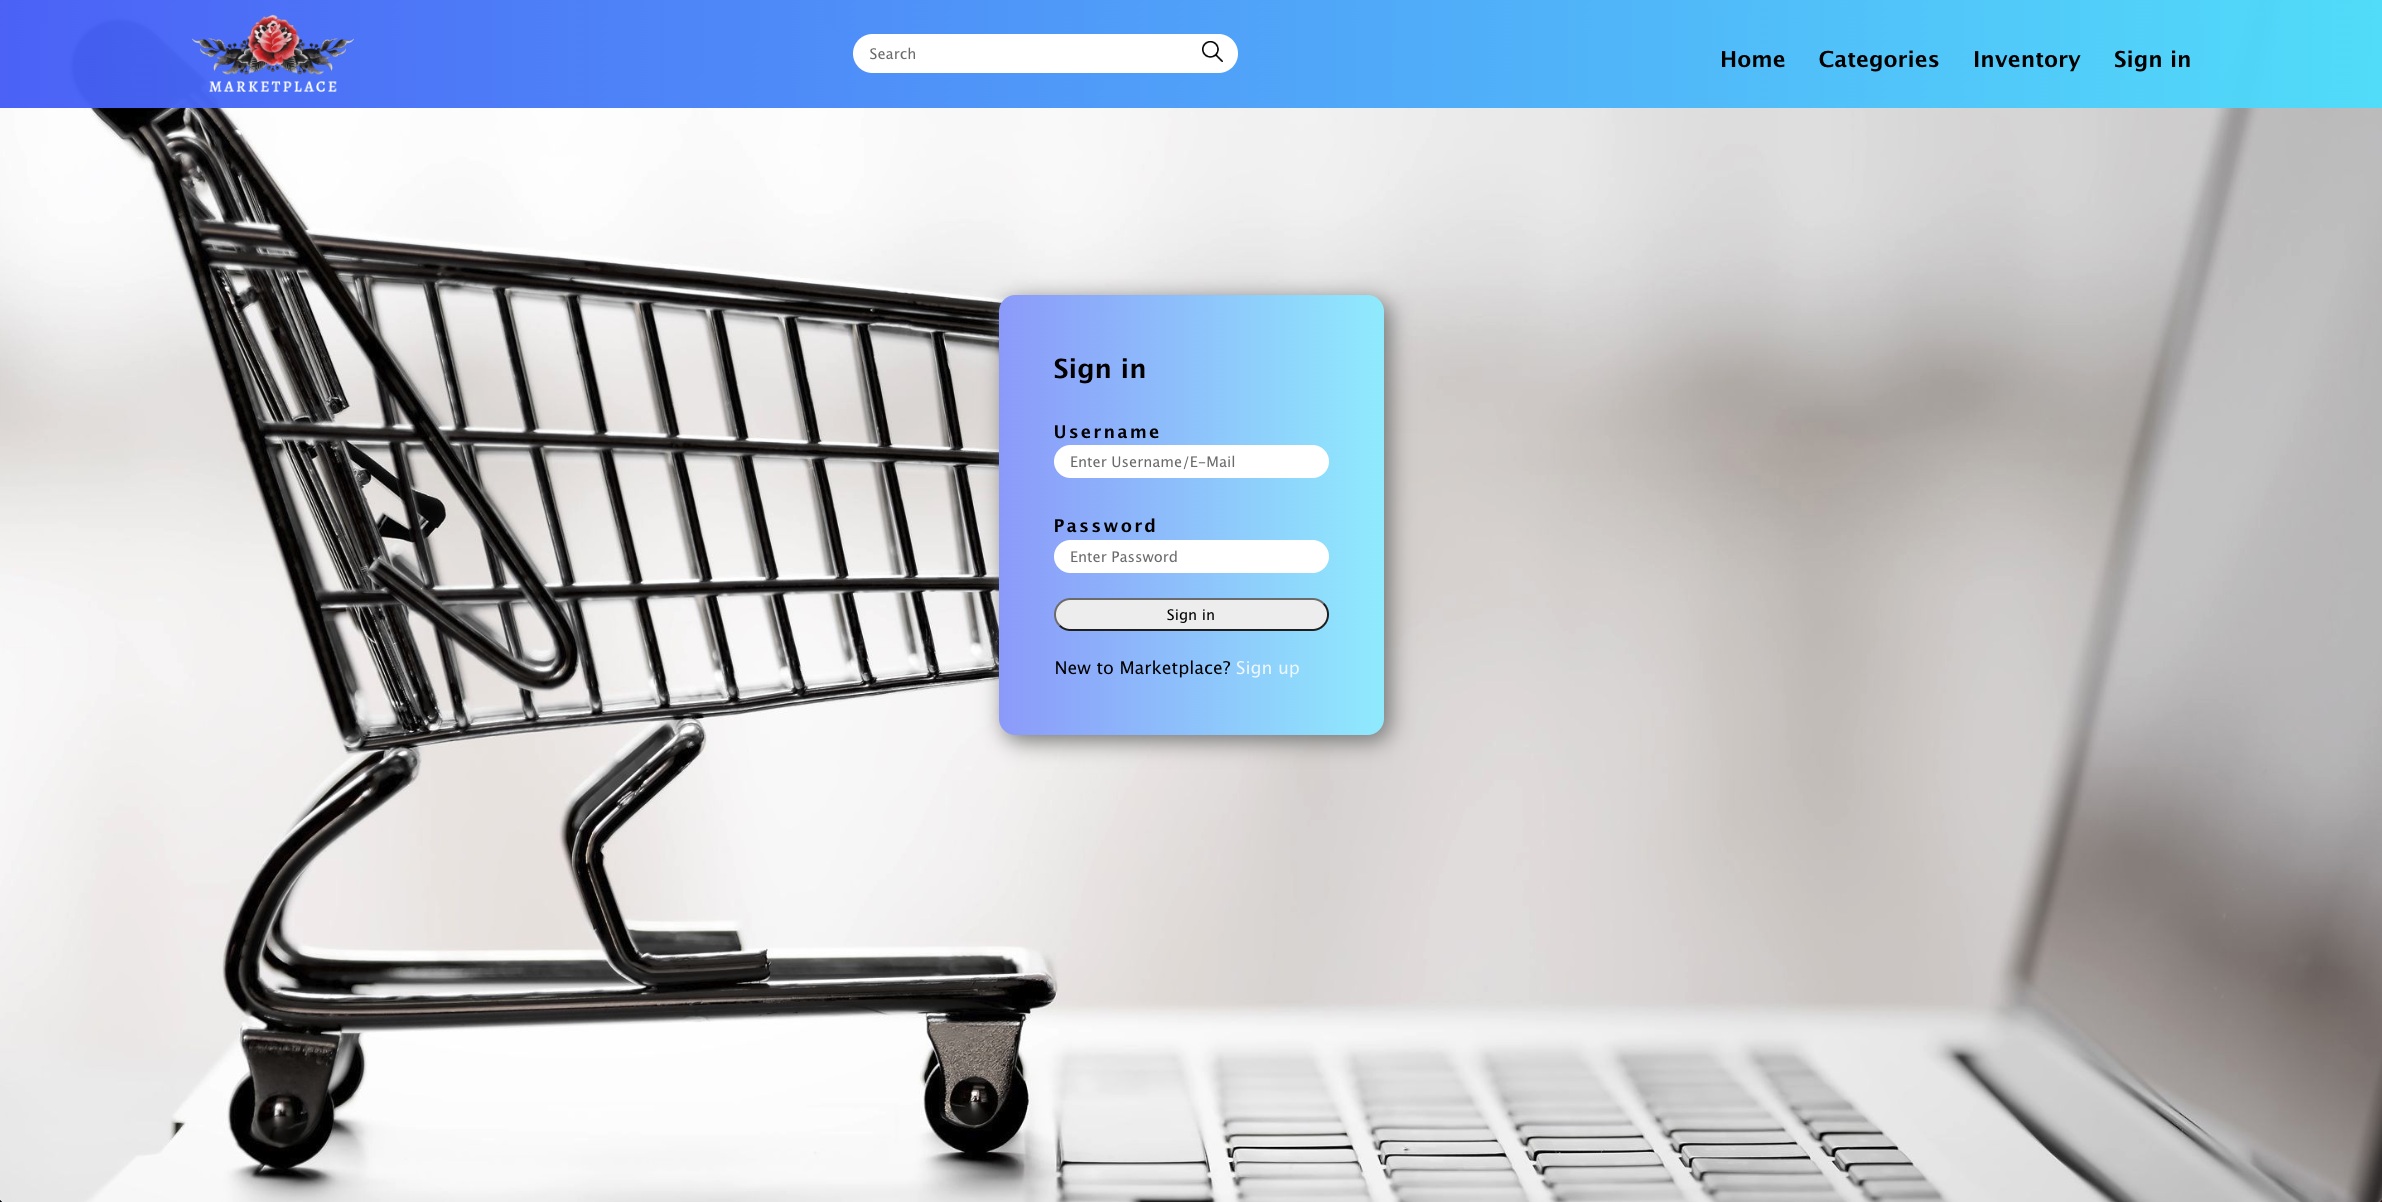 MARKETPLACE
Search
Home Categories Inventory Sign in
Sign in
Username
Enter Username/E-Mail
Password
Enter Password
Sign in
New to Marketplace? Sign up